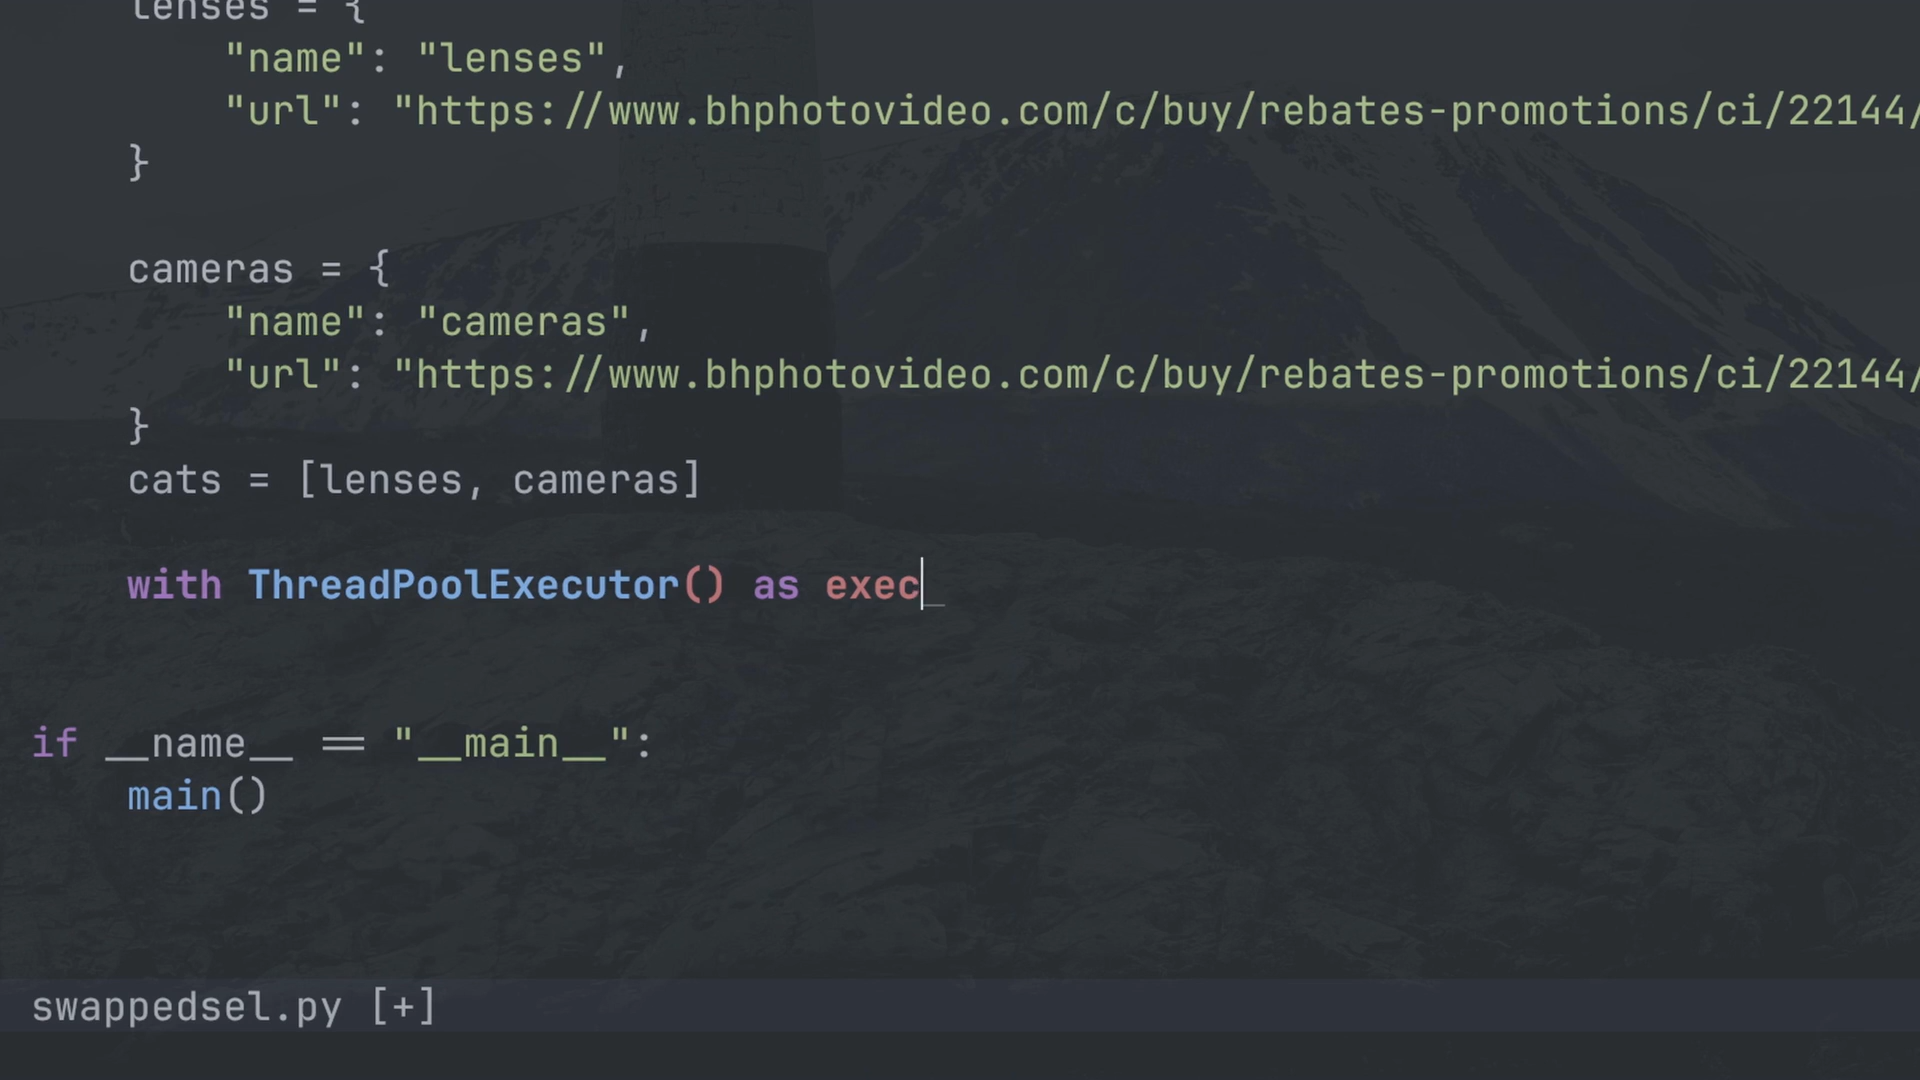 lenses = {
"name": "lenses",
"url": "https://www.bhphotovideo.com/c/buy/rebates-promotions/ci/22144/
}
cameras = {
"name": "cameras",
"url": "https://www.bhphotovideo.com/c/buy/rebates-promotions/ci/22144/
}
cats = [lenses, cameras]
with ThreadPoolExecutor() as exec_
if __name__ == "__main__":
main()
swappedsel.py [+]